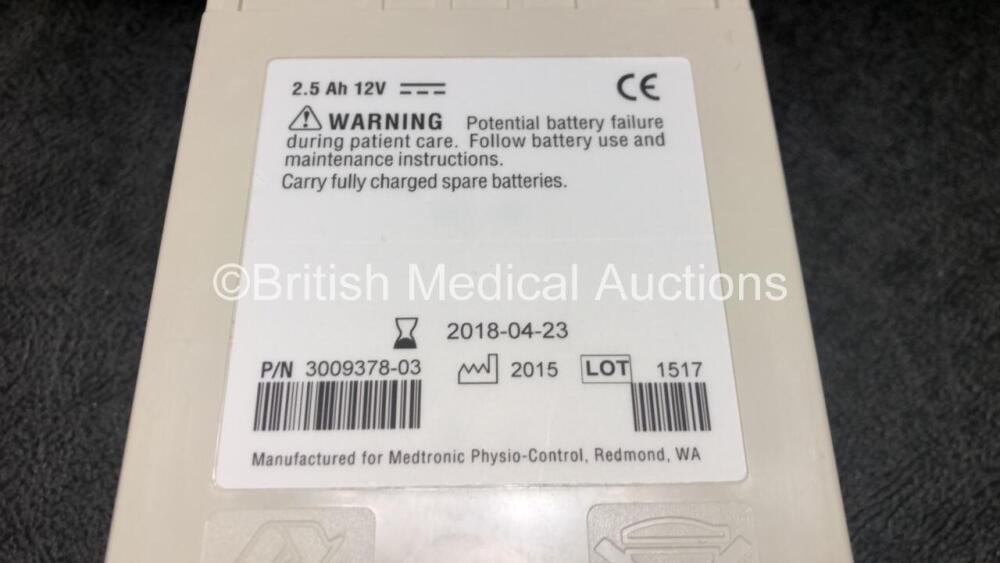 2.5 Ah 12V
CE
WARNING Potential battery failure
during patient care. Follow battery use and
maintenance instructions.
Carry fully charged spare batteries.
©British Medical Auctions
2018-04-23
P/N 3009378-03 2015 LOT 1517
Manufactured for Medtronic Physio-Control, Redmond, WA